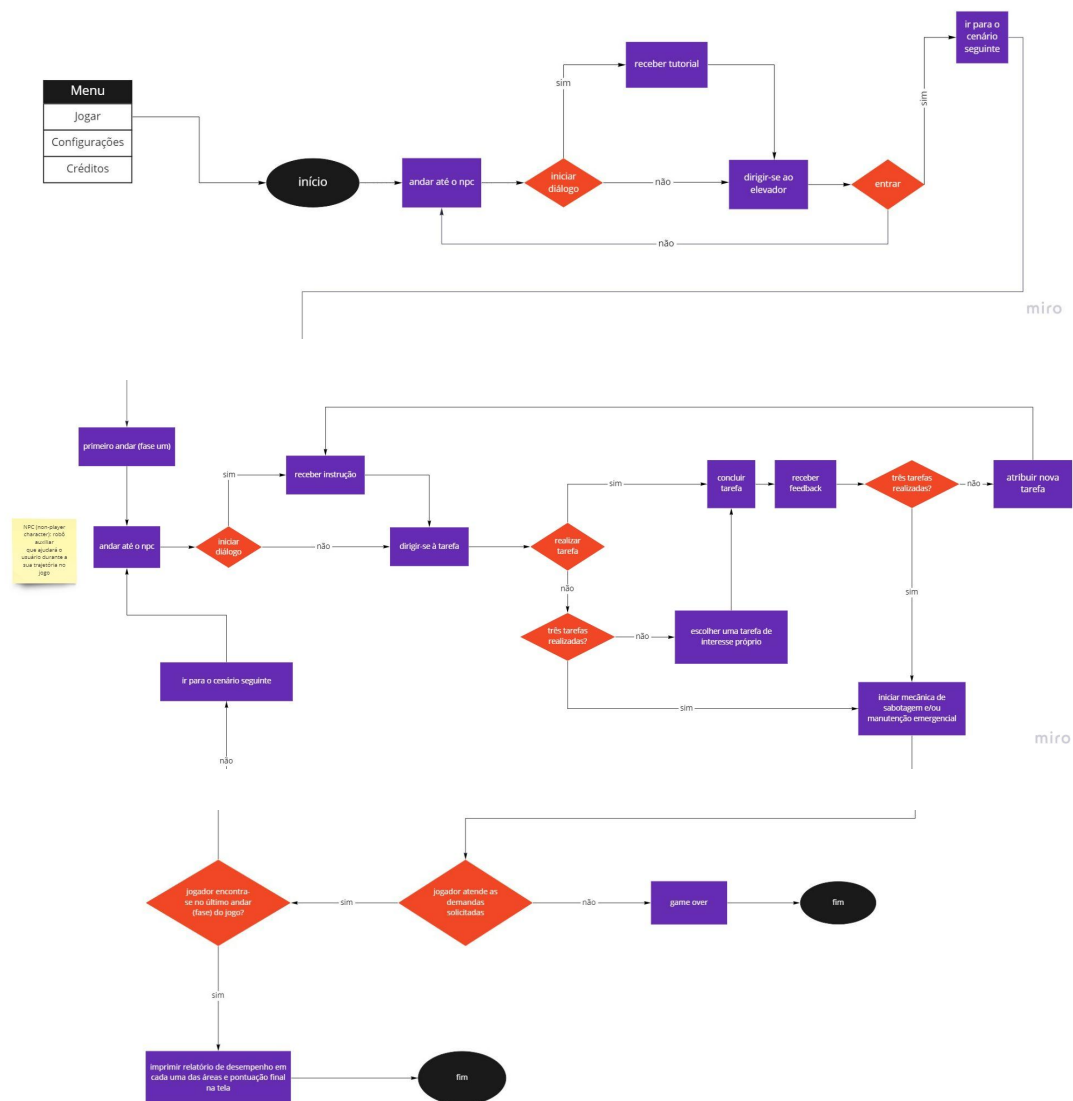 Menu
Jogar
Configurações
Créditos
início
andar até o npc
iniciar
diálogo
sim
receber tutorial
não
dirigir-se ao
elevador
entrar
não
sim
ir para o
cenário
seguinte
miro
primeiro andar (fase um)
NPC (non-player
character): robô
auxiliar
que ajudará o
usuário durante a
sua trajetória no
jogo
andar até o npc
iniciar
diálogo
sim
receber instrução
não
dirigir-se à tarefa
realizar
tarefa
sim
concluir
tarefa
receber
feedback
três tarefas
realizadas?
não
atribuir nova
tarefa
não
três tarefas
realizadas?
não
escolher uma tarefa de
interesse próprio
sim
sim
iniciar mecânica de
sabotagem e/ou
manutenção emergencial
ir para o cenário seguinte
não
miro
jogador encontra-
se no último andar
(fase) do jogo?
sim
jogador atende as
demandas
solicitadas
não
game over
fim
sim
imprimir relatório de desempenho em
cada uma das áreas e pontuação final
na tela
fim